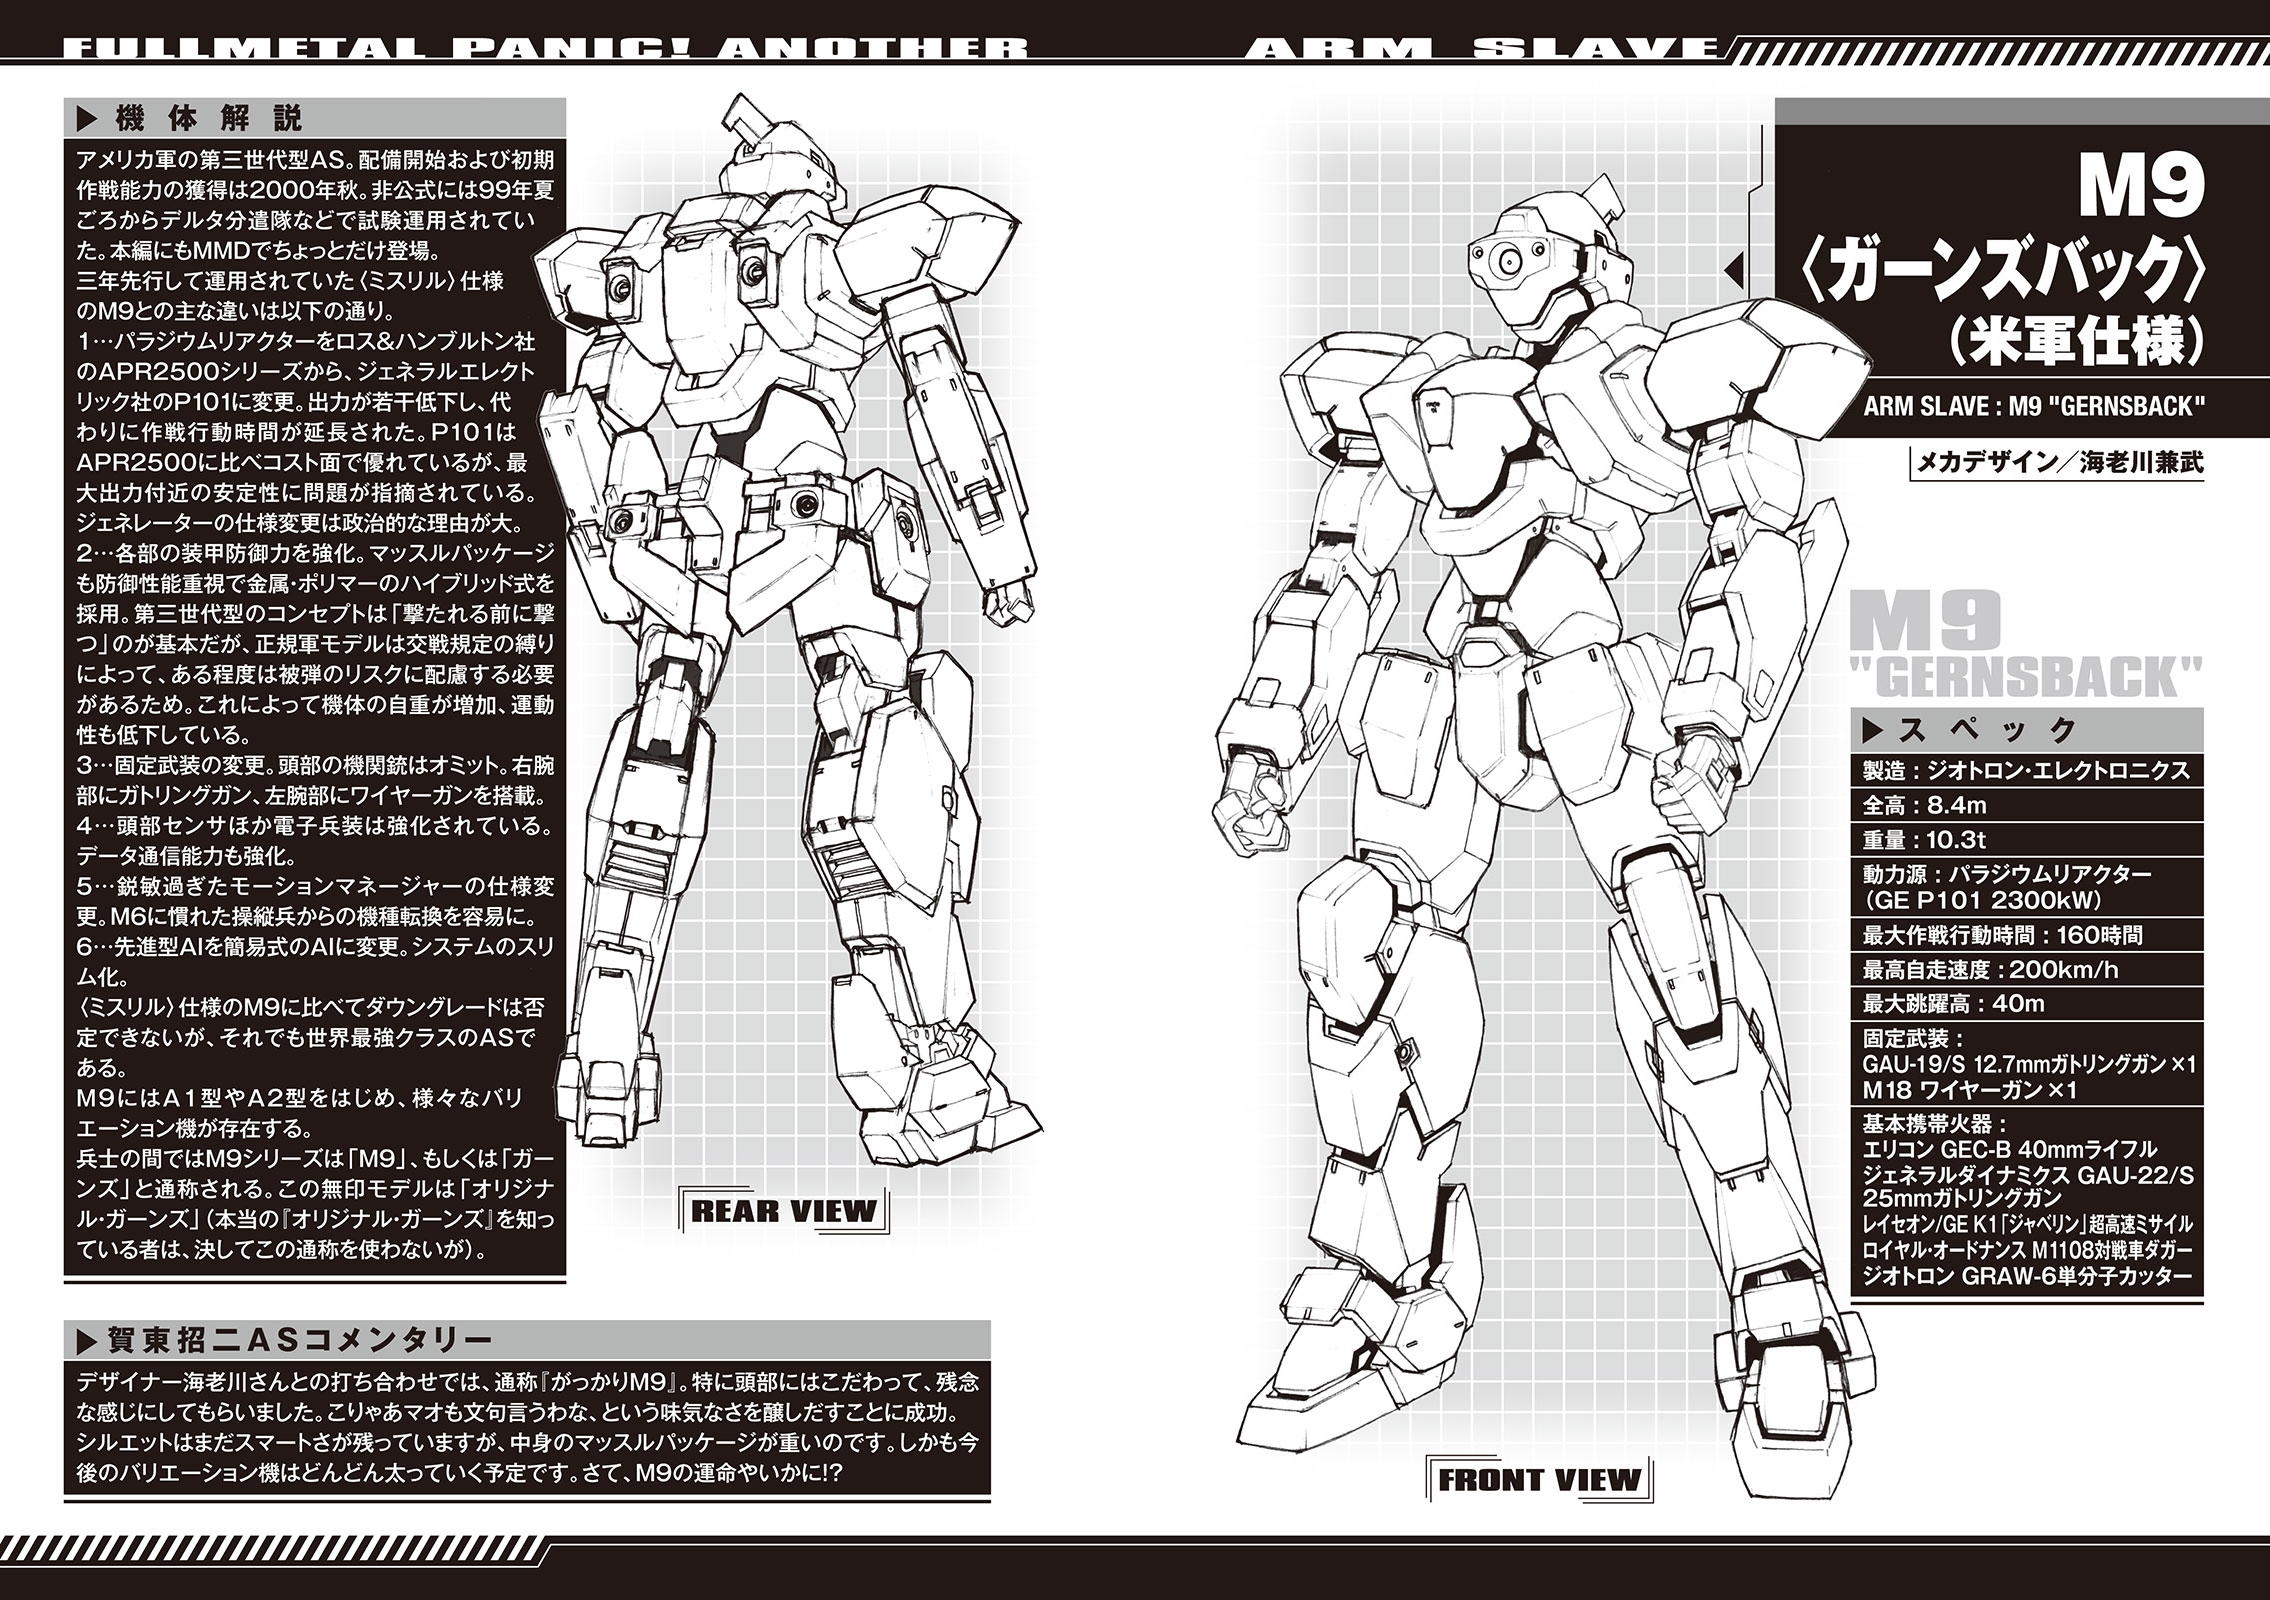 FULLMETAL PANIC! ANOTHER
ARM SLAVE
▶機体解説
アメリカ軍の第三世代型AS。配備開始および初期
作戦能力の獲得は2000年秋。非公式には99年夏
ごろからデルタ分遣隊などで試験運用されてい
た。本編にもMMDでちょっとだけ登場。
三年先行して運用されていた〈ミスリル〉仕様
のM9との主な違いは以下の通り。
1…パラジウムリアクターをロス&ハンブルトン社
のAPR2500シリーズから、ジェネラルエレクト
リック社のP101に変更。出力が若干低下し、代
わりに作戦行動時間が延長された。P101は
APR2500に比べコスト面で優れているが、最
大出力付近の安定性に問題が指摘されている。
ジェネレーターの仕様変更は政治的な理由が大。
2…各部の装甲防御力を強化。マッスルパッケージ
も防御性能重視で金属・ポリマーのハイブリッド式を
採用。第三世代型のコンセプトは「撃たれる前に撃
つ」のが基本だが、正規軍モデルは交戦規定の縛り
によって、ある程度は被弾のリスクに配慮する必要
があるため。これによって機体の自重が増加、運動
性も低下している。
3…固定武装の変更。頭部の機関銃はオミット。右腕
部にガトリングガン、左腕部にワイヤーガンを搭載。
4…頭部センサほか電子兵装は強化されている。
データ通信能力も強化。
5…鋭敏過ぎたモーションマネージャーの仕様変
更。M6に慣れた操縦兵からの機種転換を容易に。
6…先進型AIを簡易式のAIに変更。システムのスリ
ム化。
〈ミスリル〉仕様のM9に比べてダウングレードは否
定できないが、それでも世界最強クラスのASで
ある。
M9にはA1型やA2型をはじめ、様々なバリ
エーション機が存在する。
兵士の間ではM9シリーズは「M9」、もしくは「ガー
ンズ」と通称される。この無印モデルは「オリジナ
ル・ガーンズ」（本当の『オリジナル・ガーンズ』を知っ
ている者は、決してこの通称を使わないが）。
REAR VIEW
▶賀東招二ASコメンタリー
デザイナー海老川さんとの打ち合わせでは、通称『がっかりM9』。特に頭部にはこだわって、残念
な感じにしてもらいました。こりゃあマオも文句言うわな、という味気なさを醸しだすことに成功。
シルエットはまだスマートさが残っていますが、中身のマッスルパッケージが重いのです。しかも今
後のバリエーション機はどんどん太っていく予定です。さて、M9の運命やいかに!?
M9
〈ガーンズバック〉
（米軍仕様）
ARM SLAVE : M9 "GERNSBACK"
メカデザイン／海老川兼武
M9
"GERNSBACK"
▶スペック
製造：ジオトロン・エレクトロニクス
全高：8.4m
重量：10.3t
動力源：パラジウムリアクター
（GE P101 2300kW）
最大作戦行動時間：160時間
最高自走速度：200km/h
最大跳躍高：40m
固定武装：
GAU-19/S 12.7mmガトリングガン×1
M18 ワイヤーガン×1
基本携帯火器：
エリコン GEC-B 40mmライフル
ジェネラルダイナミクス GAU-22/S
25mmガトリングガン
レイセオン/GE K1「ジャベリン」超高速ミサイル
ロイヤル・オードナンス M1108対戦車ダガー
ジオトロン GRAW-6単分子カッター
FRONT VIEW